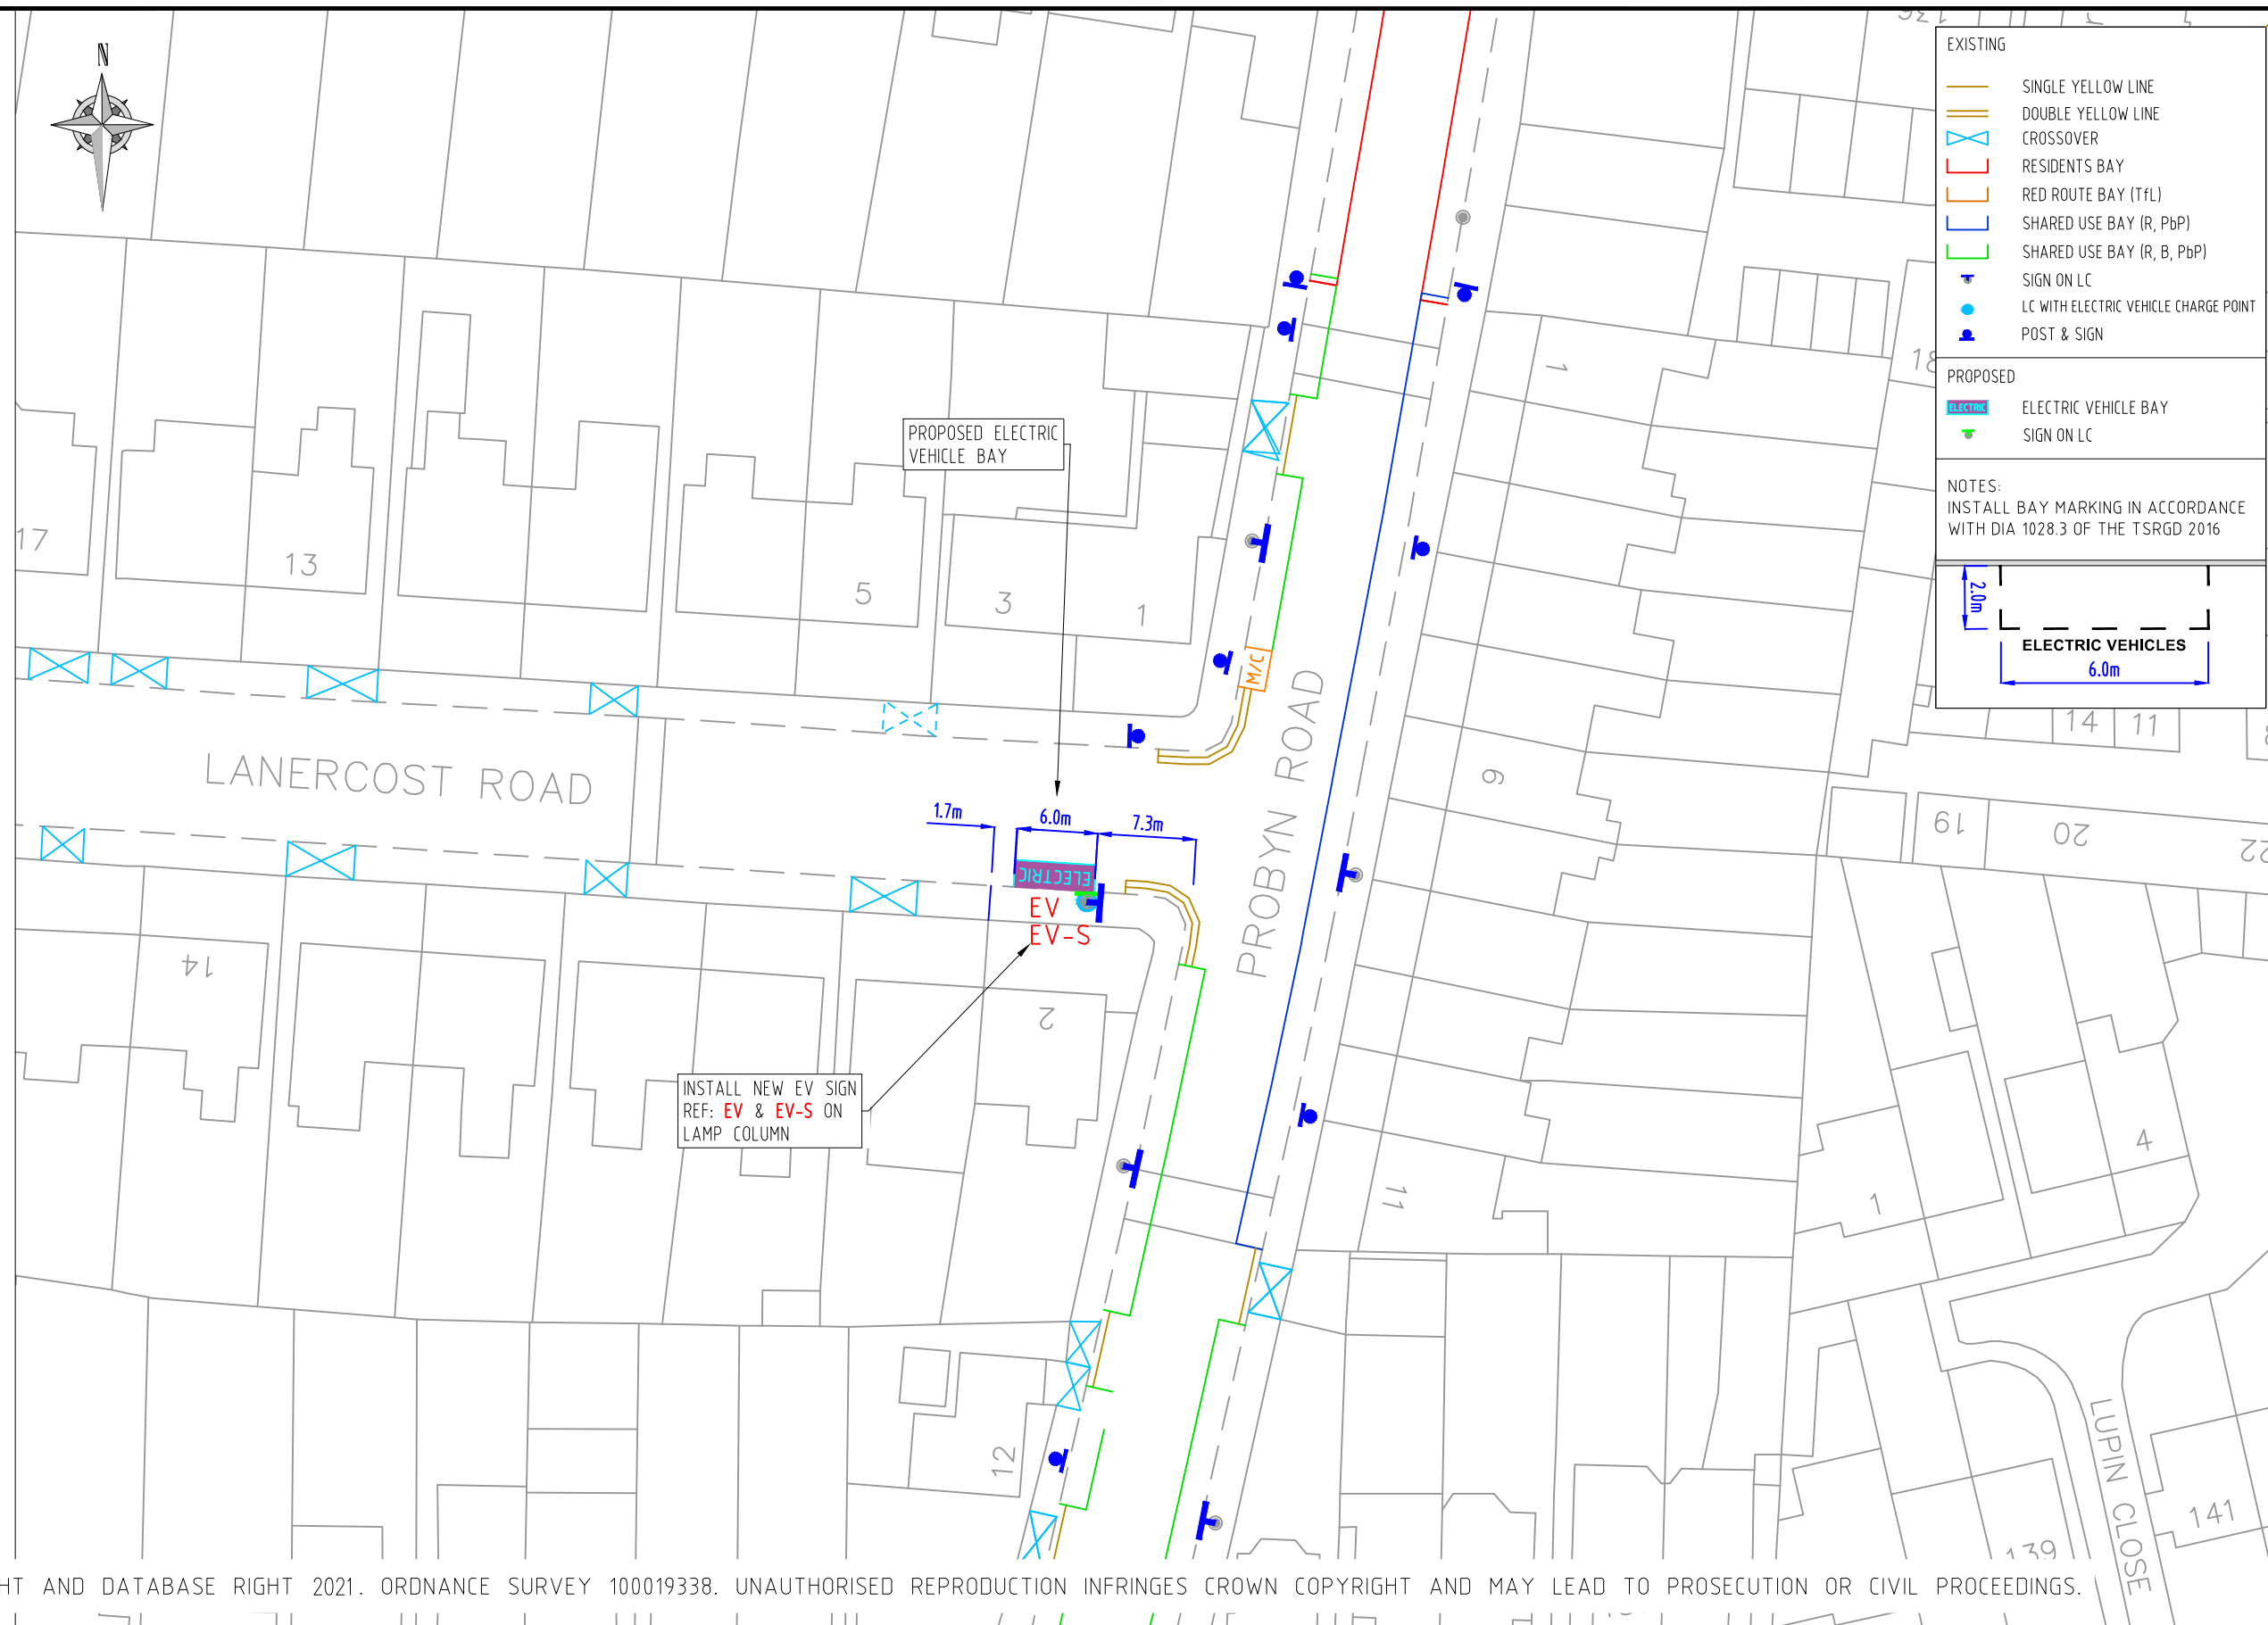 N
136
EXISTING
SINGLE YELLOW LINE
DOUBLE YELLOW LINE
CROSSOVER
RESIDENTS BAY
RED ROUTE BAY (TfL)
SHARED USE BAY (R, PbP)
SHARED USE BAY (R, B, PbP)
SIGN ON LC
LC WITH ELECTRIC VEHICLE CHARGE POINT
POST & SIGN
PROPOSED
ELECTRIC
ELECTRIC VEHICLE BAY
SIGN ON LC
NOTES:
INSTALL BAY MARKING IN ACCORDANCE
WITH DIA 1028.3 OF THE TSRGD 2016
2.0m
ELECTRIC VEHICLES
6.0m
PROPOSED ELECTRIC
VEHICLE BAY
17
13
5
3
1
1
18
M/C
LANERCOST ROAD
PROBYN ROAD
14
11
19
20
22
6
1.7m
6.0m
7.3m
ELECTRIC
EV
EV-S
14
2
INSTALL NEW EV SIGN
REF: EV & EV-S ON
LAMP COLUMN
11
12
1
4
LUPIN CLOSE
139
141
HT AND DATABASE RIGHT 2021. ORDNANCE SURVEY 100019338. UNAUTHORISED REPRODUCTION INFRINGES CROWN COPYRIGHT AND MAY LEAD TO PROSECUTION OR CIVIL PROCEEDINGS.